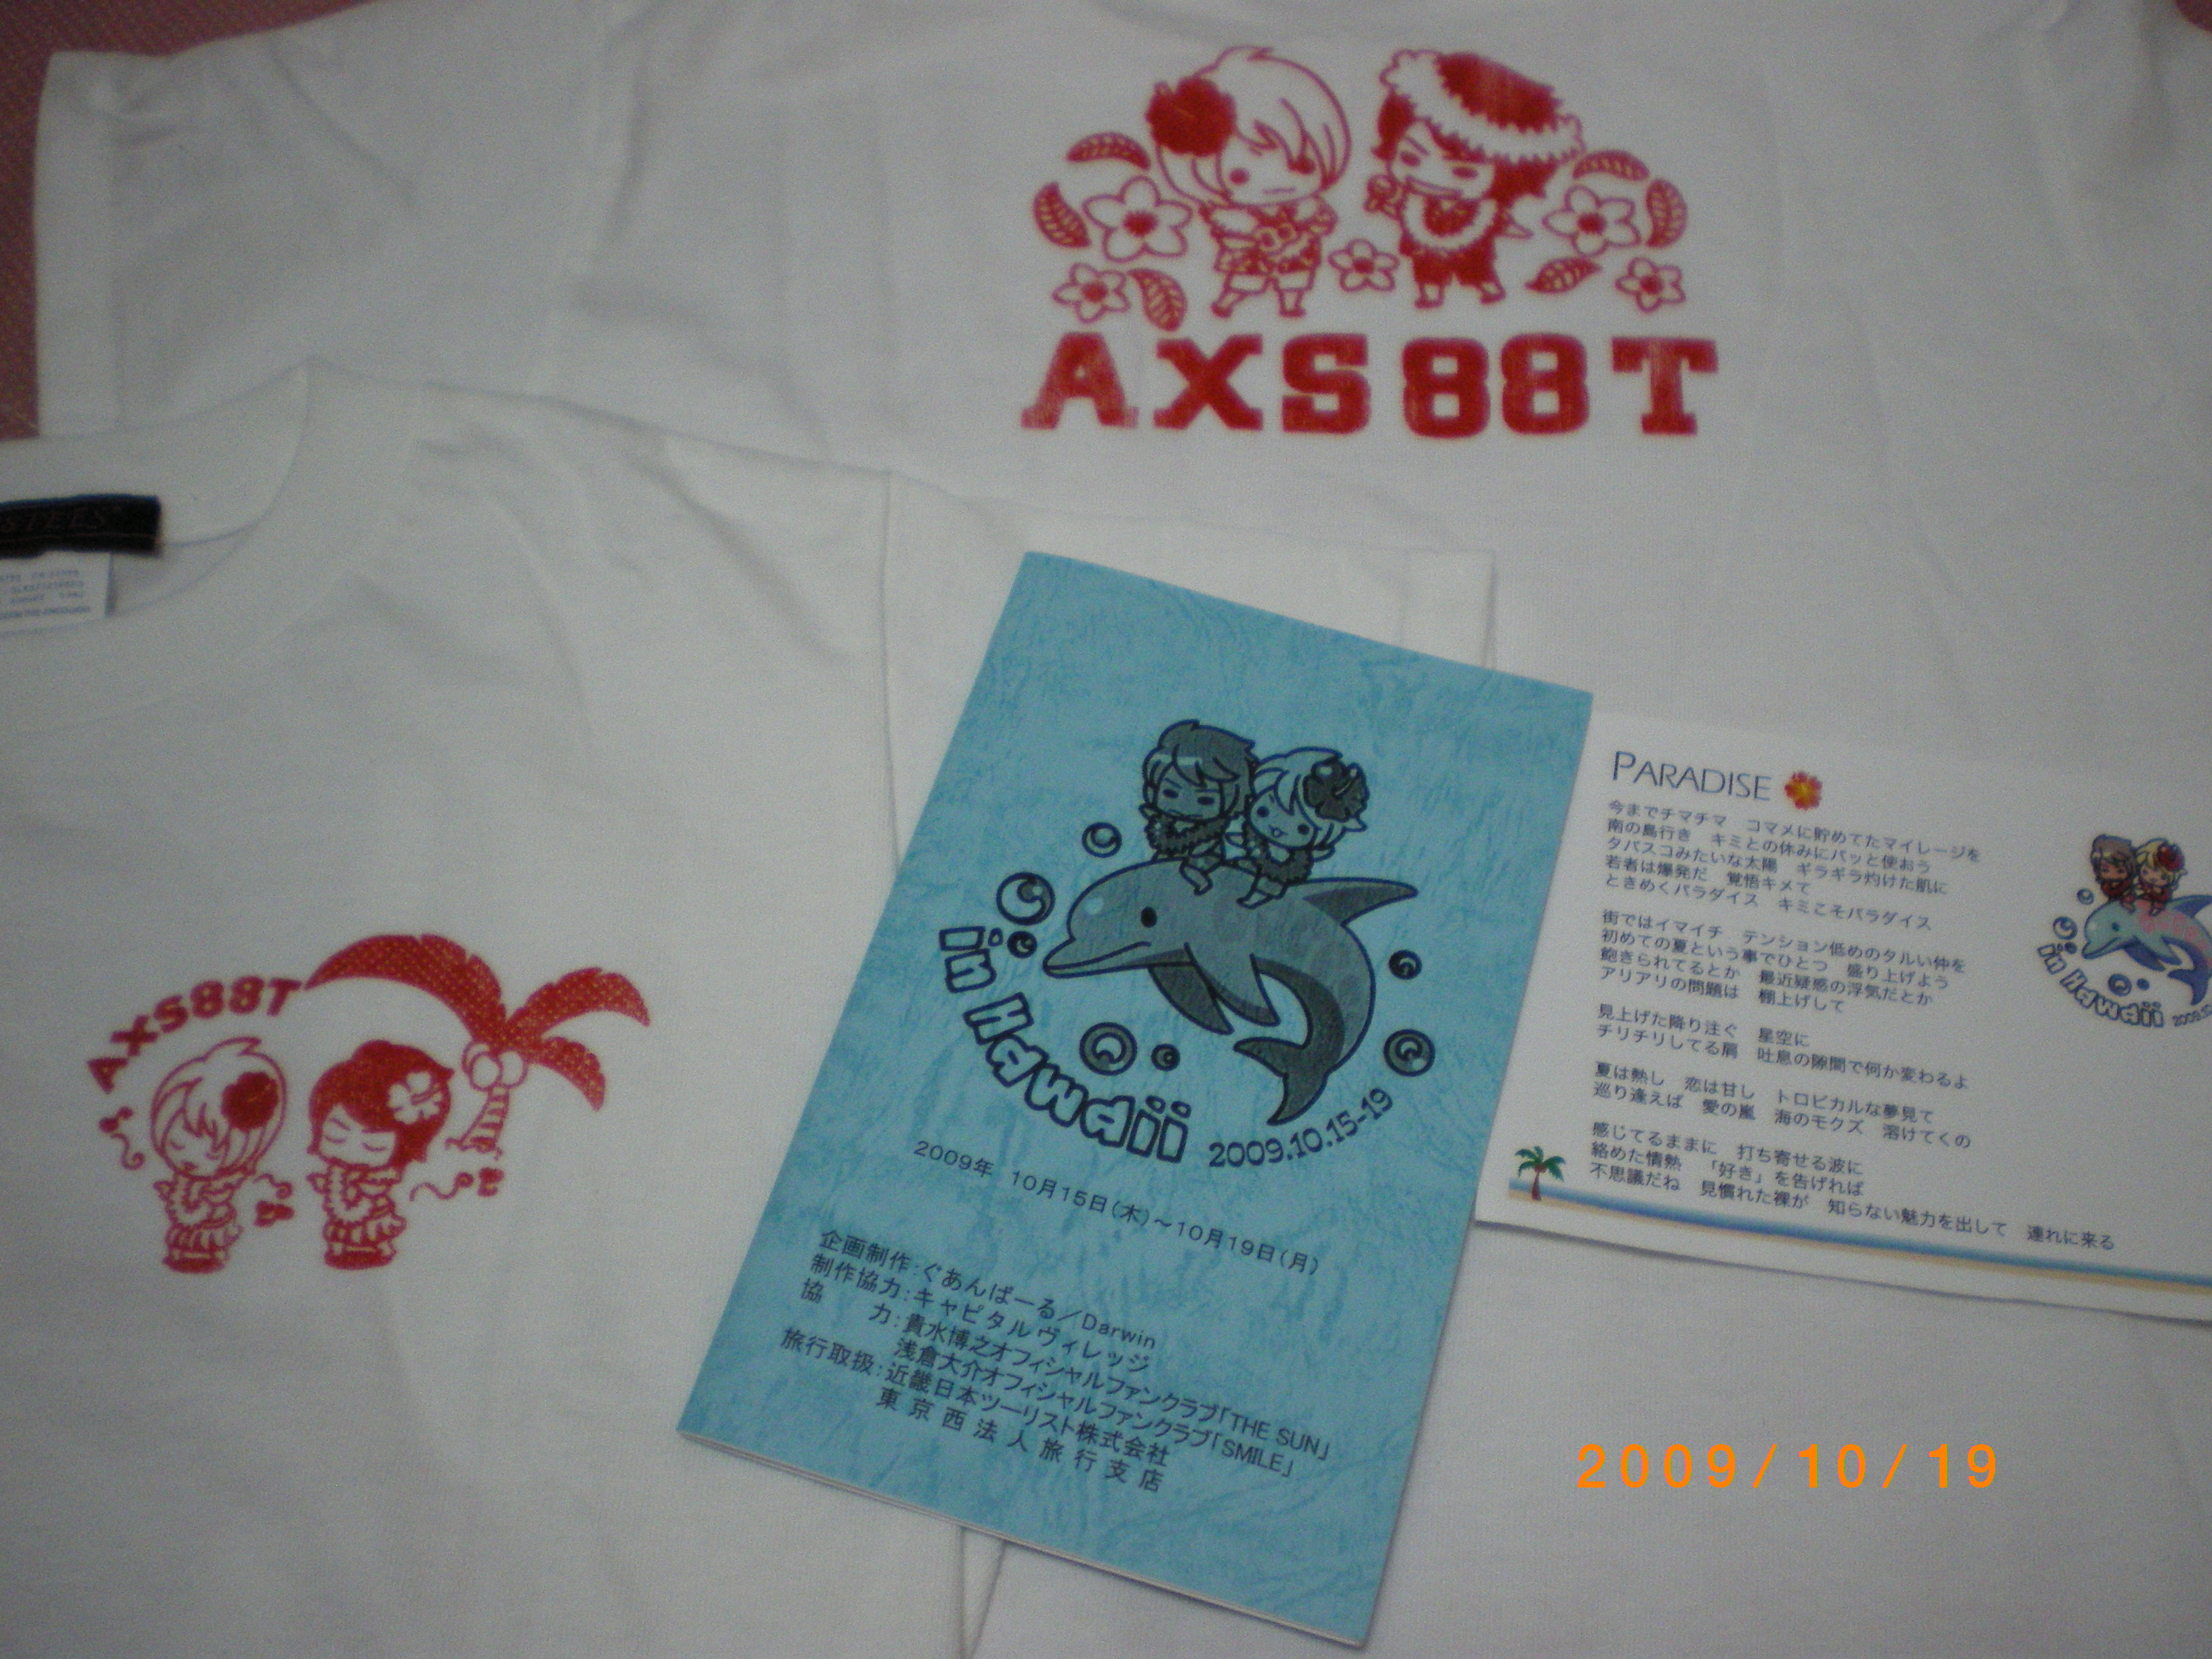 AXS88T
AXS88T
in Hawaii 2009.10.15-19
2009年 10月15日(木)～10月19日(月)
企画制作：ぐあんばーる／Darwin
制作協力：キャピタルヴィレッジ
協　　力：貴水博之オフィシャルファンクラブ「THE SUN」
浅倉大介オフィシャルファンクラブ「SMILE」
旅行取扱：近畿日本ツーリスト株式会社
東京西法人旅行支店
PARADISE
今までチマチマ　コマメに貯めてたマイレージを
南の島行き　キミとの休みにパッと使おう
タバスコみたいな太陽　ギラギラ灼けた肌に
若者は爆発だ　覚悟キメて
ときめくパラダイス　キミこそパラダイス
街ではイマイチ　テンション低めのタルい仲を
初めての夏という事でひとつ　盛り上げよう
飽きられてるとか　最近疑惑の浮気だとか
アリアリの問題は　棚上げして
見上げた降り注ぐ　星空に
チリチリしてる肩　吐息の隙間で何か変わるよ
夏は熱し　恋は甘し　トロピカルな夢見て
巡り逢えば　愛の嵐　海のモクズ　溶けてくの
感じてるままに　打ち寄せる波に
絡めた情熱　「好き」を告げれば
不思議だね　見慣れた裸が　知らない魅力を出して　連れに来る
in Hawaii
2009/10/19